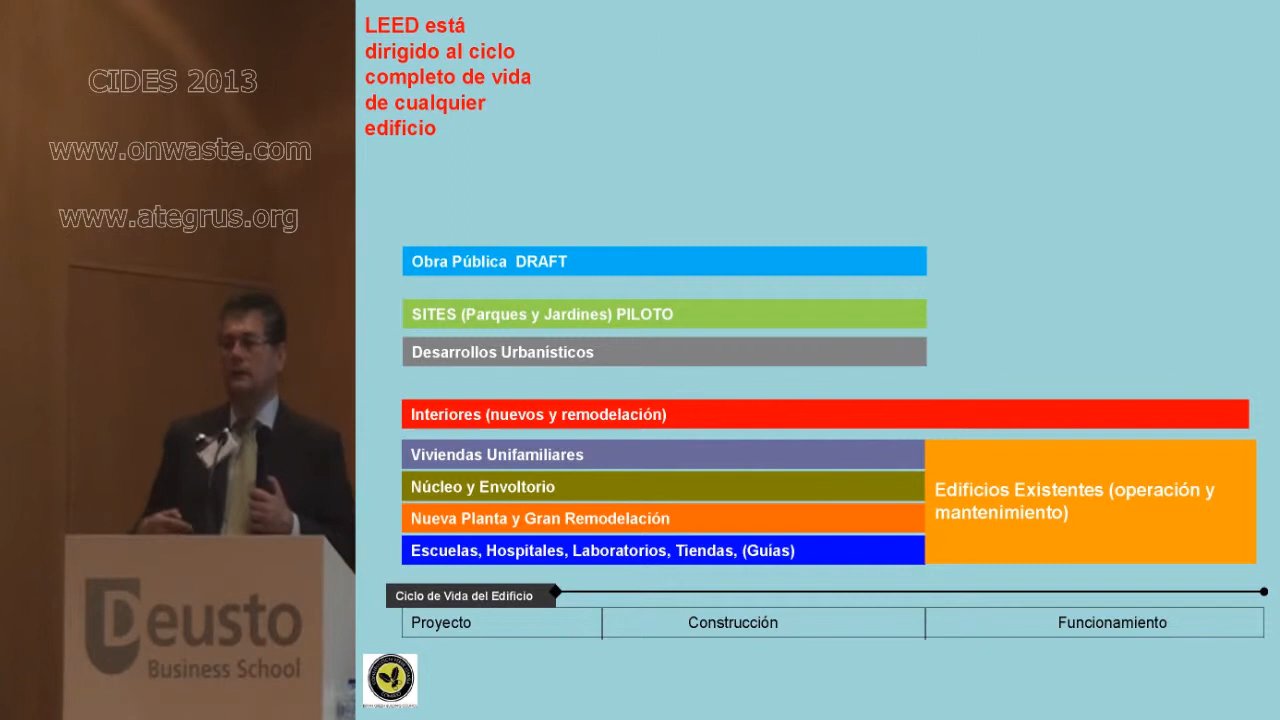 CIDES 2013
www.onwaste.com
www.ategrus.org
Deusto
Business School
LEED está
dirigido al ciclo
completo de vida
de cualquier
edificio
Obra Pública DRAFT
SITES (Parques y Jardines) PILOTO
Desarrollos Urbanísticos
Interiores (nuevos y remodelación)
Viviendas Unifamiliares
Núcleo y Envoltorio
Nueva Planta y Gran Remodelación
Escuelas, Hospitales, Laboratorios, Tiendas, (Guías)
Edificios Existentes (operación y
mantenimiento)
Ciclo de Vida del Edificio
Proyecto
Construcción
Funcionamiento